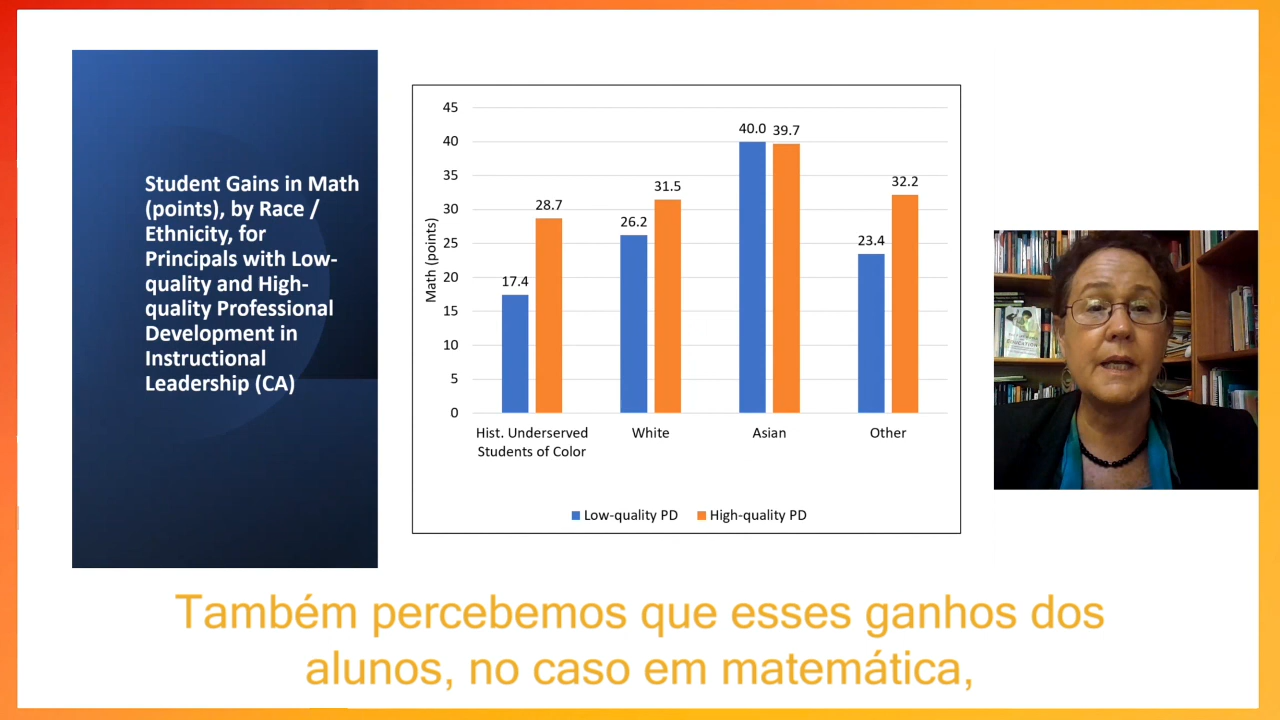 Student Gains in Math
(points), by Race /
Ethnicity, for
Principals with Low-
quality and High-
quality Professional
Development in
Instructional
Leadership (CA)
Math (points)
45
40
35
30
25
20
15
10
5
0
17.4
28.7
26.2
31.5
40.0
39.7
23.4
32.2
Hist. Underserved
Students of Color
White
Asian
Other
Low-quality PD
High-quality PD
EDUCATION
Também percebemos que esses ganhos dos
alunos, no caso em matemática,